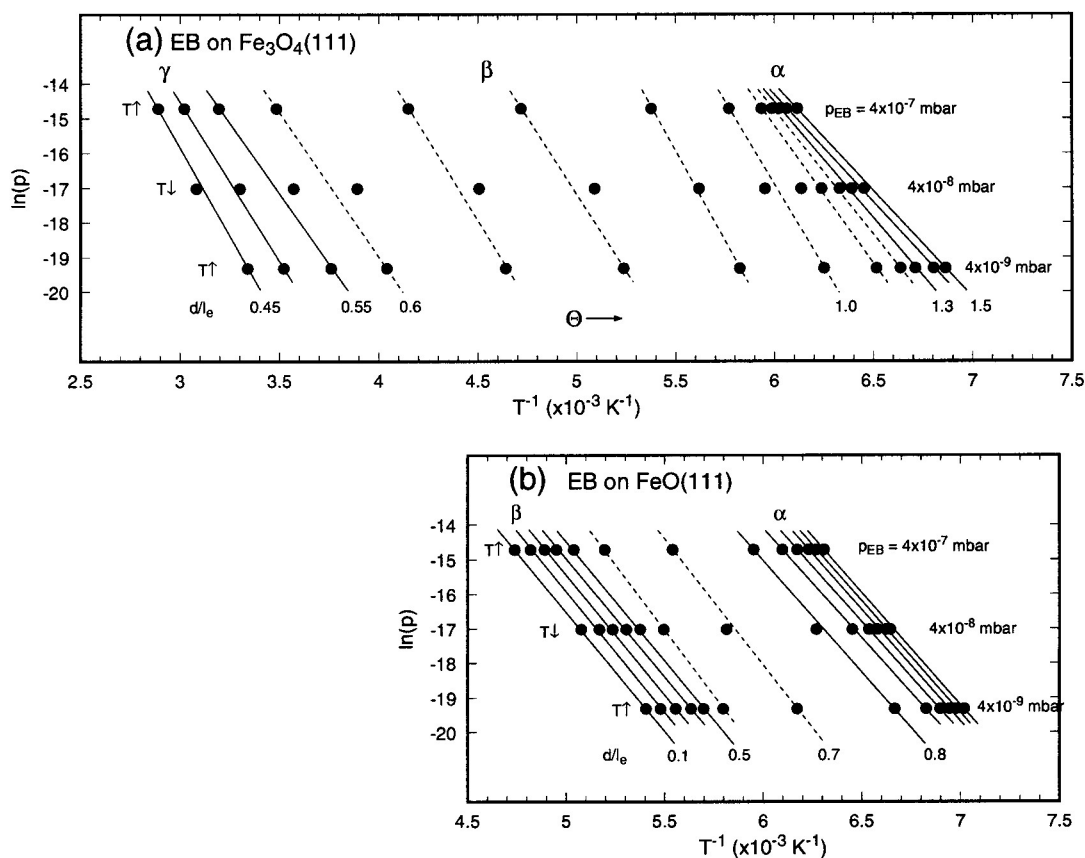 (a) EB on Fe₃O₄(111)
γ β α
-14
T↑ p_EB = 4x10⁻⁷ mbar
-15
-16
T↓ 4x10⁻⁸ mbar
-17
-18
T↑ 4x10⁻⁹ mbar
-19
-20
ln(p)
d/lₑ 0.45 0.55 0.6 1.0 1.3 1.5
Θ →
2.5 3 3.5 4 4.5 5 5.5 6 6.5 7 7.5
T⁻¹ (x10⁻³ K⁻¹)
(b) EB on FeO(111)
β α
-14
T↑ p_EB = 4x10⁻⁷ mbar
-15
-16
T↓ 4x10⁻⁸ mbar
-17
-18
T↑ 4x10⁻⁹ mbar
-19
-20
ln(p)
d/lₑ 0.1 0.5 0.7 0.8
4.5 5 5.5 6 6.5 7 7.5
T⁻¹ (x10⁻³ K⁻¹)